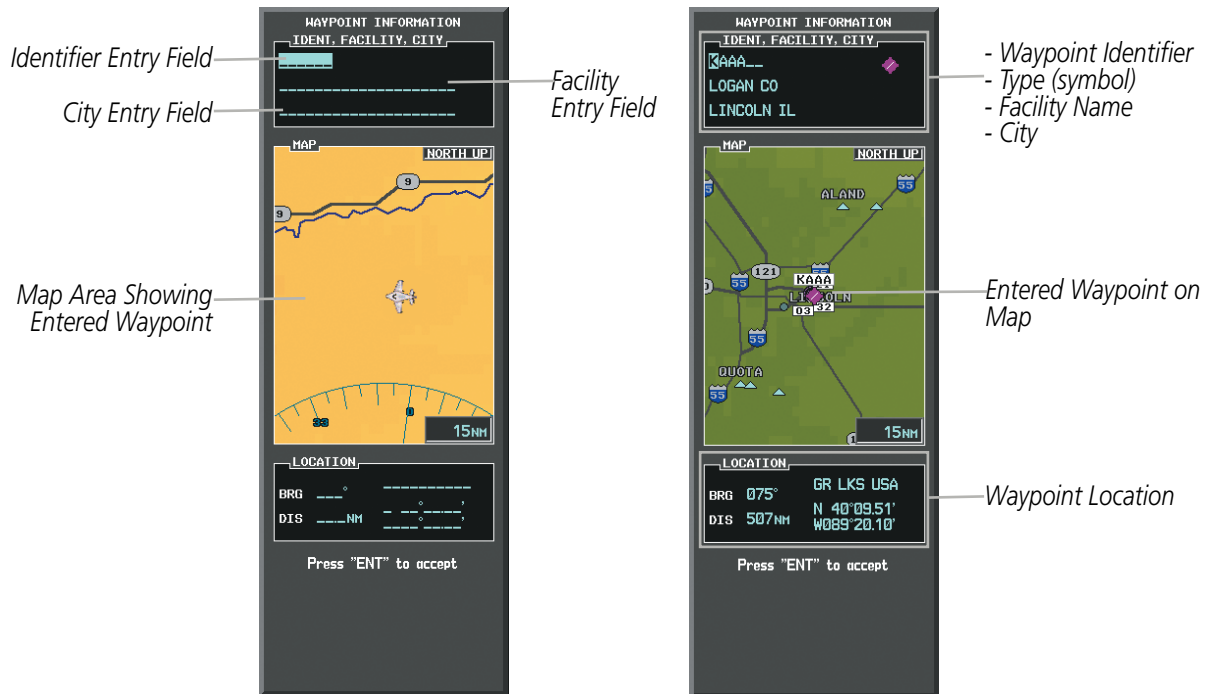 WAYPOINT INFORMATION
IDENT, FACILITY, CITY
Identifier Entry Field
Facility
Entry Field
City Entry Field
MAP
NORTH UP
9
9
Map Area Showing
Entered Waypoint
33
0
15NM
LOCATION
BRG ___°
DIS __._NM
Press "ENT" to accept
WAYPOINT INFORMATION
IDENT, FACILITY, CITY
KAAA__
LOGAN CO
LINCOLN IL
- Waypoint Identifier
- Type (symbol)
- Facility Name
- City
MAP
NORTH UP
55
55
ALAND
121
55
55
KAAA
LINCOLN
03
32
Entered Waypoint on
Map
55
QUOTA
55
15NM
LOCATION
BRG 075°
GR LKS USA
DIS 507NM
N 40°09.51'
W089°20.10'
Waypoint Location
Press "ENT" to accept